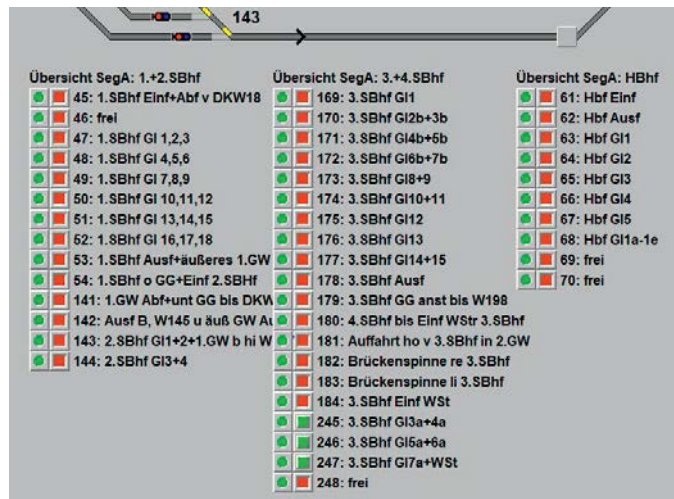 143
Übersicht SegA: 1.+2.SBhf
45: 1.SBhf Einf+Abf v DKW18
46: frei
47: 1.SBhf Gl 1,2,3
48: 1.SBhf Gl 4,5,6
49: 1.SBhf Gl 7,8,9
50: 1.SBhf Gl 10,11,12
51: 1.SBhf Gl 13,14,15
52: 1.SBhf Gl 16,17,18
53: 1.SBhf Ausf+äußeres 1.GW
54: 1.SBhf o GG+Einf 2.SBHf
141: 1.GW Abf+unt GG bis DKW
142: Ausf B, W145 u äuß GW Au
143: 2.SBhf Gl1+2+1.GW b hi W
144: 2.SBhf Gl3+4
Übersicht SegA: 3.+4.SBhf
169: 3.SBhf Gl1
170: 3.SBhf Gl2b+3b
171: 3.SBhf Gl4b+5b
172: 3.SBhf Gl6b+7b
173: 3.SBhf Gl8+9
174: 3.SBhf Gl10+11
175: 3.SBhf Gl12
176: 3.SBhf Gl13
177: 3.SBhf Gl14+15
178: 3.SBhf Ausf
179: 3.SBhf GG anst bis W198
180: 4.SBhf bis Einf WStr 3.SBhf
181: Auffahrt ho v 3.SBhf in 2.GW
182: Brückenspinne re 3.SBhf
183: Brückenspinne li 3.SBhf
184: 3.SBhf Einf WSt
245: 3.SBhf Gl3a+4a
246: 3.SBhf Gl5a+6a
247: 3.SBhf Gl7a+WSt
248: frei
Übersicht SegA: HBhf
61: Hbf Einf
62: Hbf Ausf
63: Hbf Gl1
64: Hbf Gl2
65: Hbf Gl3
66: Hbf Gl4
67: Hbf Gl5
68: Hbf Gl1a-1e
69: frei
70: frei